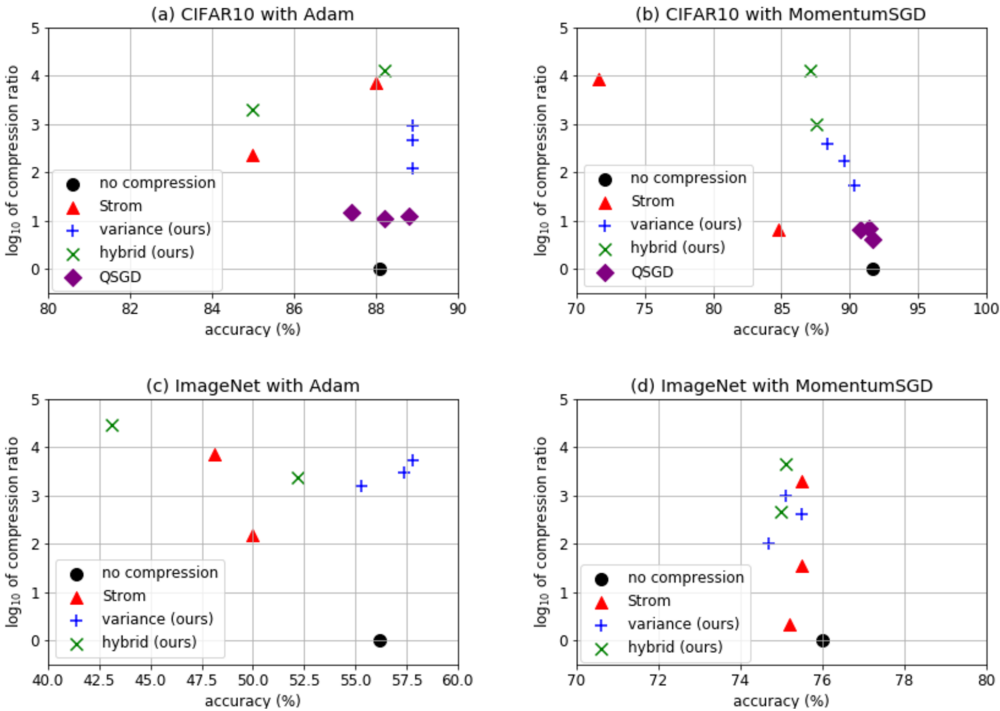 (a) CIFAR10 with Adam
5
4
3
2
1
0
log10 of compression ratio
no compression
Strom
variance (ours)
hybrid (ours)
QSGD
80 82 84 86 88 90
accuracy (%)
(b) CIFAR10 with MomentumSGD
5
4
3
2
1
0
log10 of compression ratio
no compression
Strom
variance (ours)
hybrid (ours)
QSGD
70 75 80 85 90 95 100
accuracy (%)
(c) ImageNet with Adam
5
4
3
2
1
0
log10 of compression ratio
no compression
Strom
variance (ours)
hybrid (ours)
40.0 42.5 45.0 47.5 50.0 52.5 55.0 57.5 60.0
accuracy (%)
(d) ImageNet with MomentumSGD
5
4
3
2
1
0
log10 of compression ratio
no compression
Strom
variance (ours)
hybrid (ours)
70 72 74 76 78 80
accuracy (%)